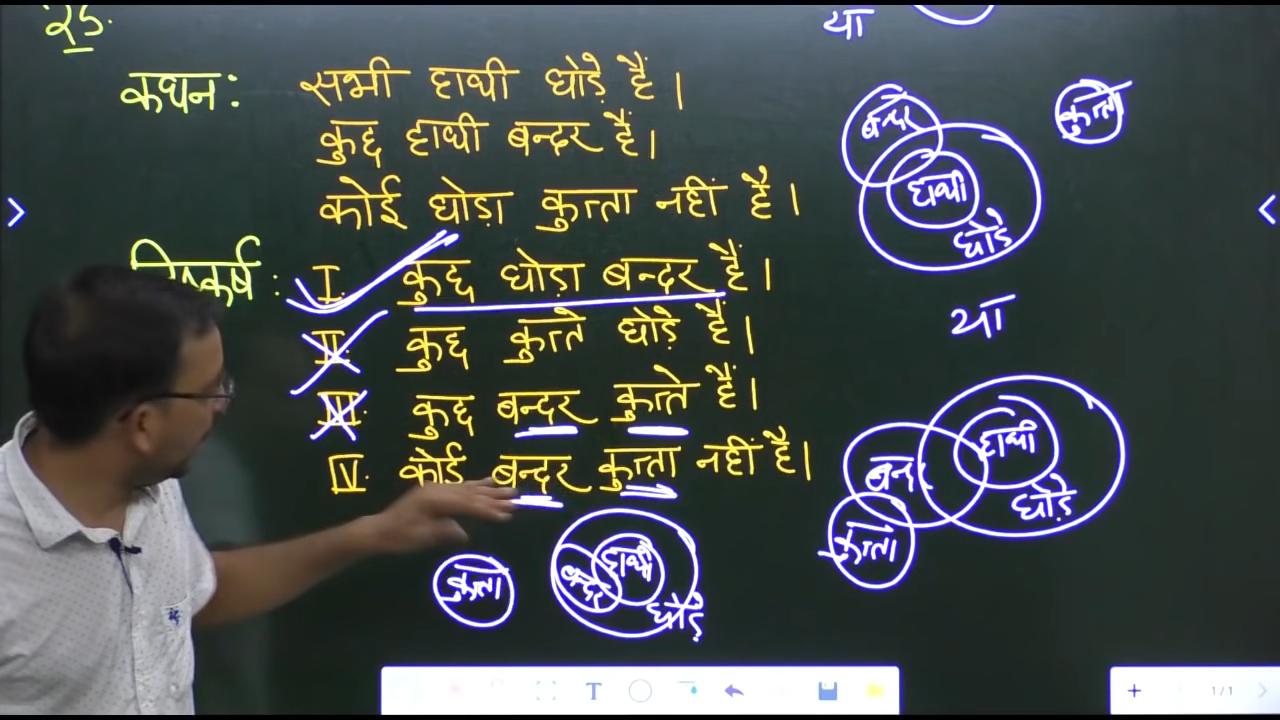 25.
कथन: सभी हाथी घोड़े हैं।
कुछ हाथी बन्दर हैं।
कोई घोड़ा कुत्ता नहीं है।
निष्कर्ष: I. कुछ घोड़ा बन्दर हैं।
II. कुछ कुत्ते घोड़े हैं।
III. कुछ बन्दर कुत्ते हैं।
IV. कोई बन्दर कुत्ता नहीं है।
कुत्ता बन्दर हाथी घोड़े
या
बन्दर हाथी घोड़े कुत्ता
या
बन्दर हाथी घोड़े कुत्ता
T
1/1